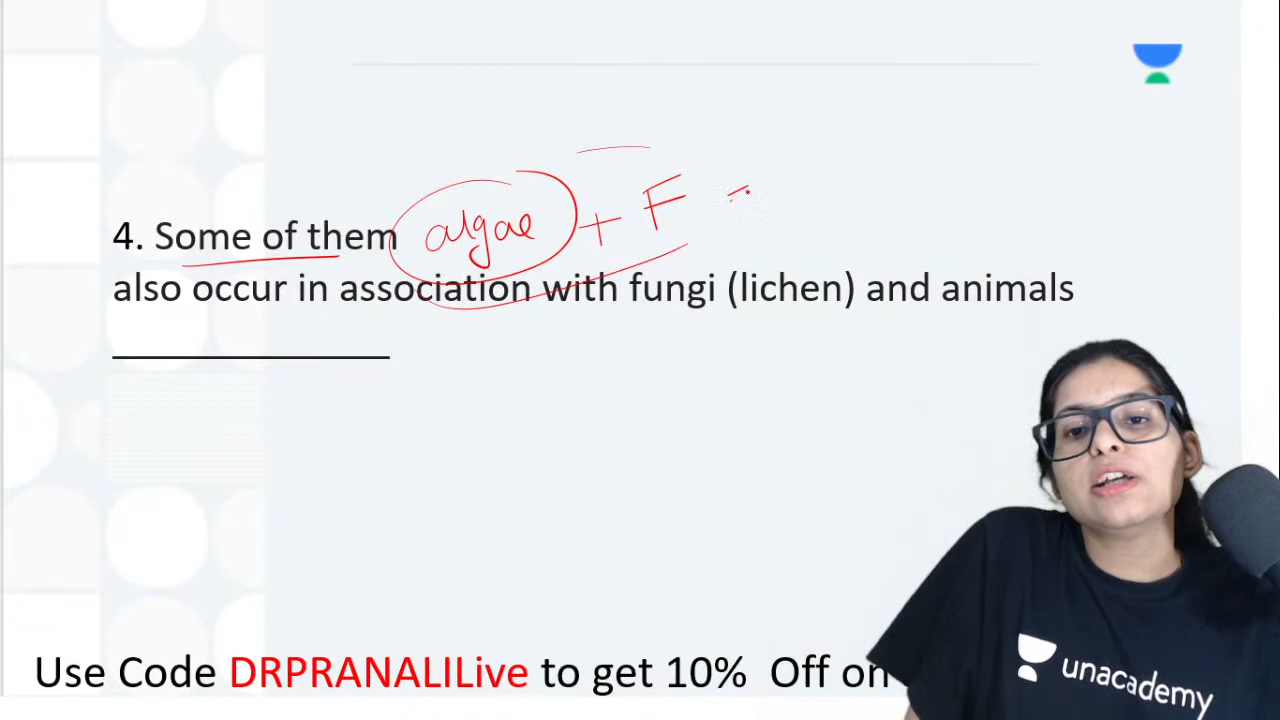 algae + F =
4. Some of them
also occur in association with fungi (lichen) and animals
_______________
unacademy
Use Code DRPRANALILive to get 10% Off on